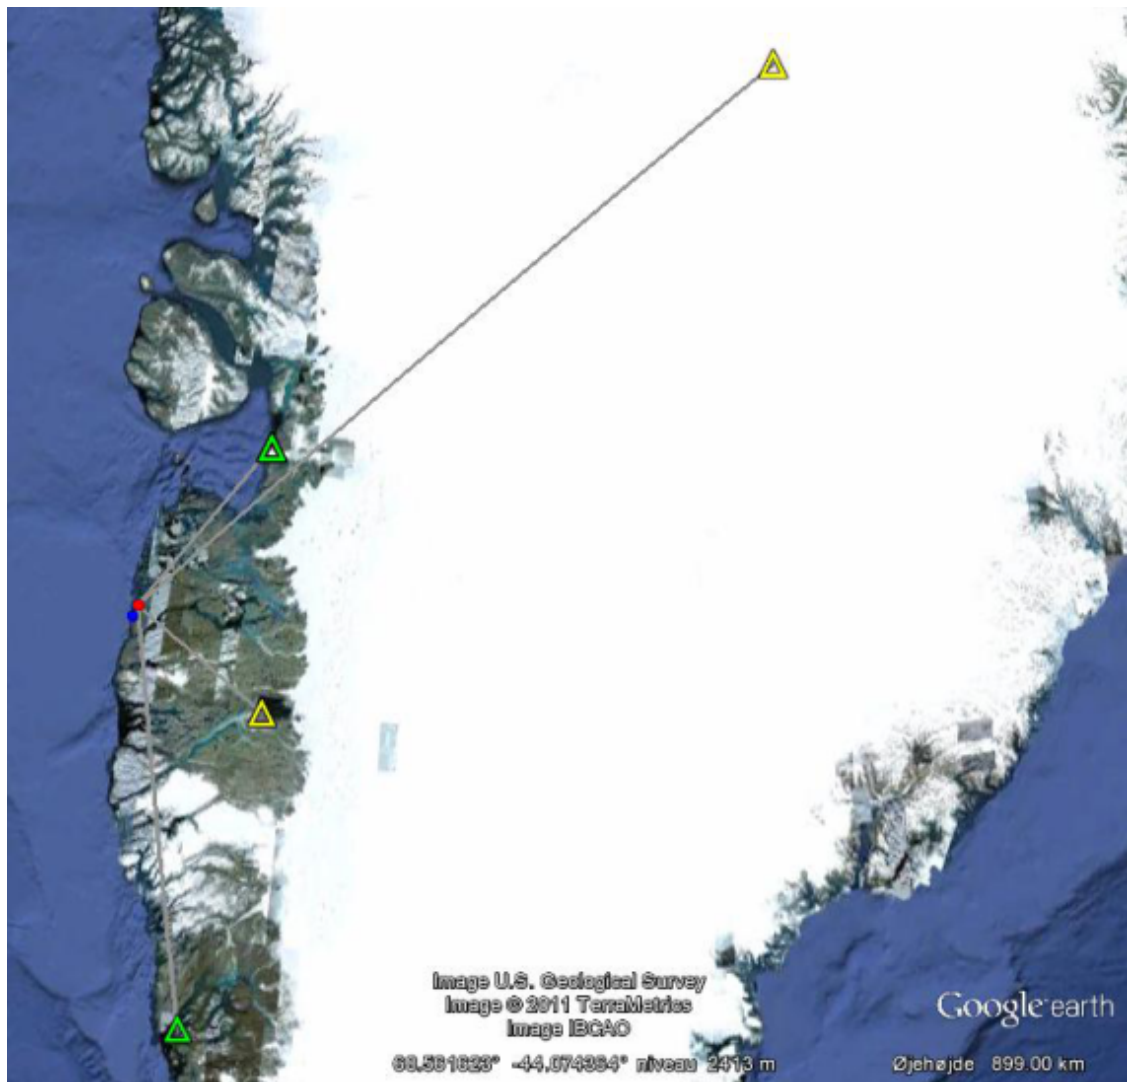 Image U.S. Geological Survey
Image © 2011 TerraMetrics
Image IBCAO
Google earth
68.561623° -44.074364° niveau 2413 m
Øjehøjde 899.00 km